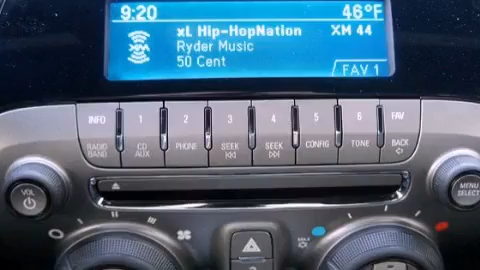 9:20 46°F
xL Hip-HopNation XM 44
Ryder Music
50 Cent
FAV 1
INFO 1 2 3 4 5 6 FAV
RADIO BAND CD AUX PHONE SEEK SEEK CONFIG TONE BACK
VOL
MENU SELECT
MAX